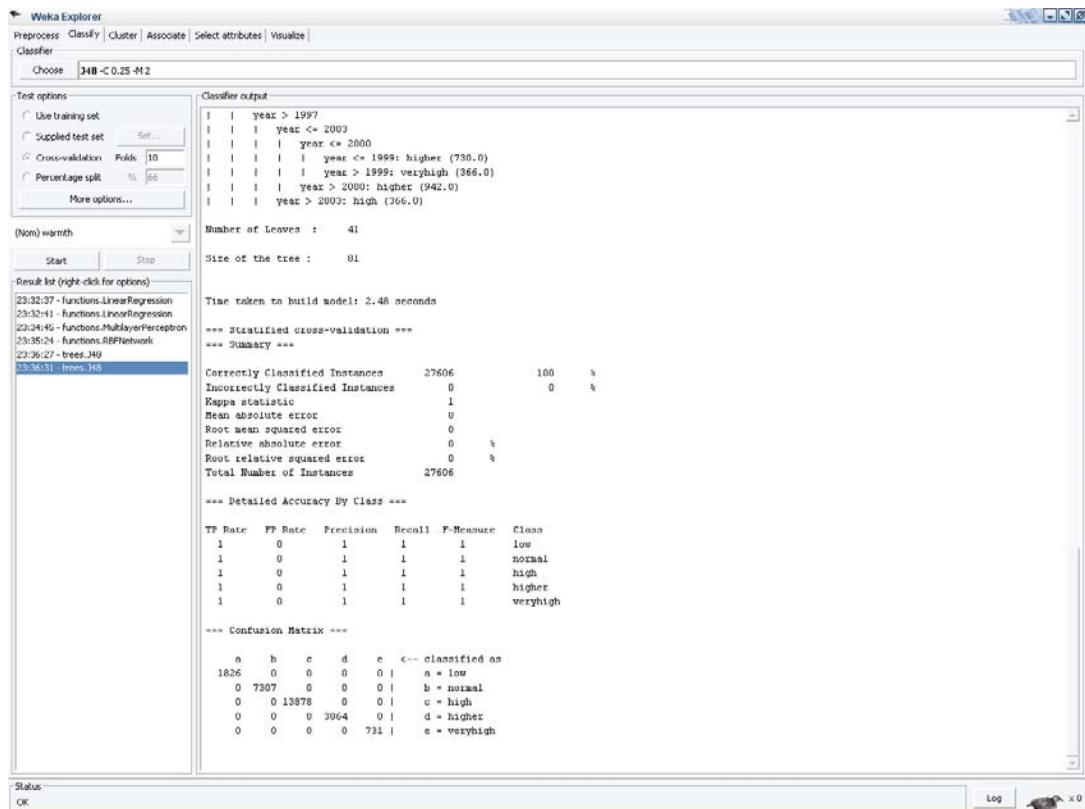 Weka Explorer
Preprocess Classify Cluster Associate Select attributes Visualize
Classifier
Choose J48 -C 0.25 -M 2
Test options
Use training set
Supplied test set Set...
Cross-validation Folds 10
Percentage split % 66
More options...
(Nom) warmth
Start Stop
Result list (right-click for options)
23:32:37 - functions.LinearRegression
23:32:41 - functions.LinearRegression
23:34:45 - functions.MultilayerPerceptron
23:35:24 - functions.RBFNetwork
23:36:27 - trees.J48
23:36:31 - trees.J48
Classifier output
| | year > 1997
| | | year <= 2003
| | | | year <= 2000
| | | | | year <= 1999: higher (730.0)
| | | | | year > 1999: veryhigh (366.0)
| | | | year > 2000: higher (942.0)
| | | year > 2003: high (366.0)
Number of Leaves : 41
Size of the tree : 81
Time taken to build model: 2.48 seconds
=== Stratified cross-validation ===
=== Summary ===
Correctly Classified Instances 27606 100 %
Incorrectly Classified Instances 0 0 %
Kappa statistic 1
Mean absolute error 0
Root mean squared error 0
Relative absolute error 0 %
Root relative squared error 0 %
Total Number of Instances 27606
=== Detailed Accuracy By Class ===
TP Rate FP Rate Precision Recall F-Measure Class
1 0 1 1 1 low
1 0 1 1 1 normal
1 0 1 1 1 high
1 0 1 1 1 higher
1 0 1 1 1 veryhigh
=== Confusion Matrix ===
a b c d e <-- classified as
1826 0 0 0 0 | a = low
0 7307 0 0 0 | b = normal
0 0 13878 0 0 | c = high
0 0 0 3864 0 | d = higher
0 0 0 0 731 | e = veryhigh
Status
OK
Log
x 0